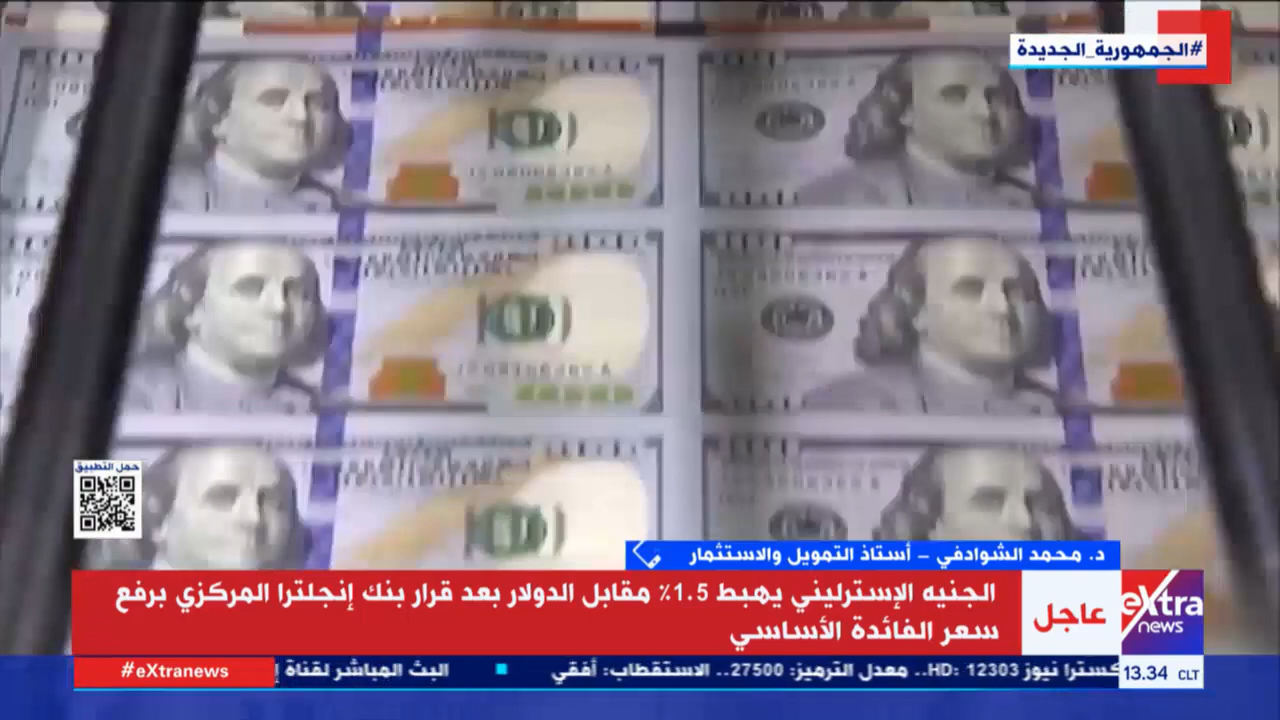 #الجمهورية_الجديدة
حمل التطبيق
د. محمد الشوادفي – أستاذ التمويل والاستثمار
عاجل
الجنيه الإسترليني يهبط 1.5٪ مقابل الدولار بعد قرار بنك إنجلترا المركزي برفع
سعر الفائدة الأساسي
eXtra
news
كسترا نيوز HD: 12303.. معدل الترميز: 27500.. الاستقطاب: أفقي ■ البث المباشر لقناة
#eXtranews
13.34 CLT